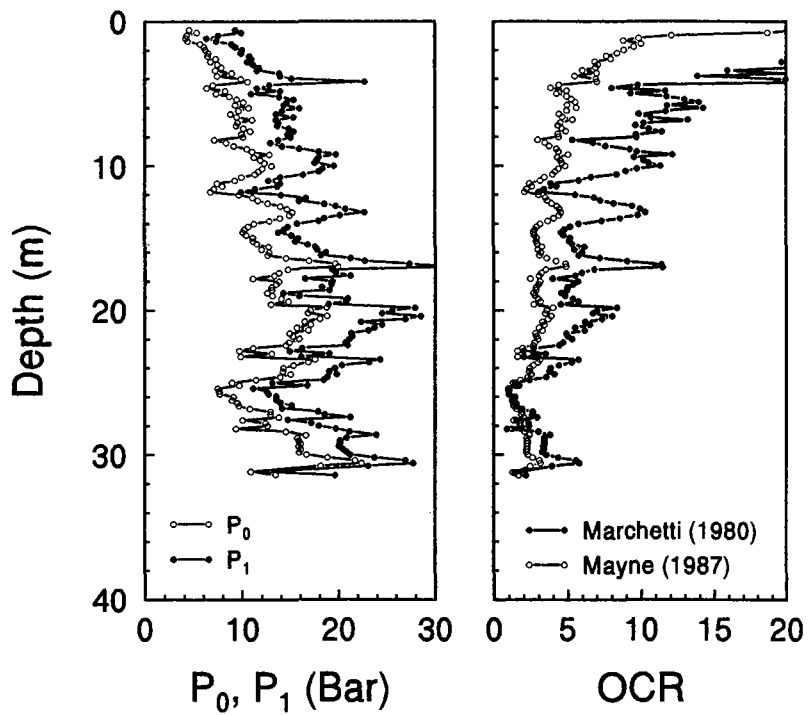 0
10
20
30
40
Depth (m)
P₀
P₁
0 10 20 30
P₀, P₁ (Bar)
Marchetti (1980)
Mayne (1987)
0 5 10 15 20
OCR